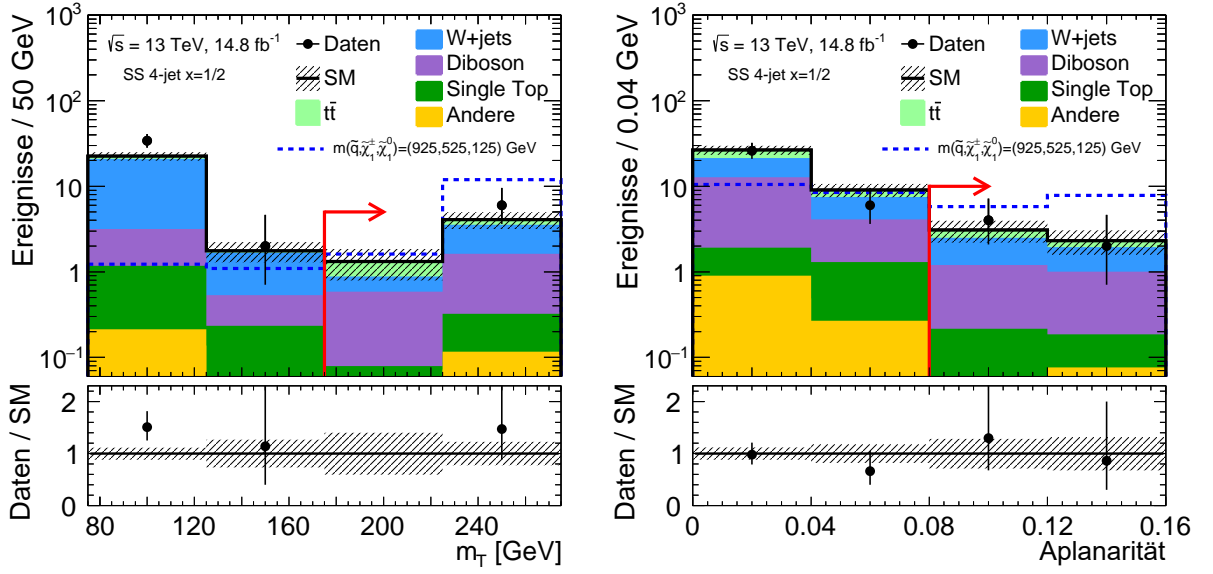 Ereignisse / 50 GeV
10³
10²
10
1
10⁻¹
√s = 13 TeV, 14.8 fb⁻¹
SS 4-jet x=1/2
Daten
SM
tt̄
W+jets
Diboson
Single Top
Andere
m(q̃,χ̃₁±,χ̃₁⁰)=(925,525,125) GeV
Daten / SM
2
1
0
80 120 160 200 240
m_T [GeV]
Ereignisse / 0.04 GeV
10³
10²
10
1
10⁻¹
√s = 13 TeV, 14.8 fb⁻¹
SS 4-jet x=1/2
Daten
SM
tt̄
W+jets
Diboson
Single Top
Andere
m(q̃,χ̃₁±,χ̃₁⁰)=(925,525,125) GeV
Daten / SM
2
1
0
0 0.04 0.08 0.12 0.16
Aplanarität